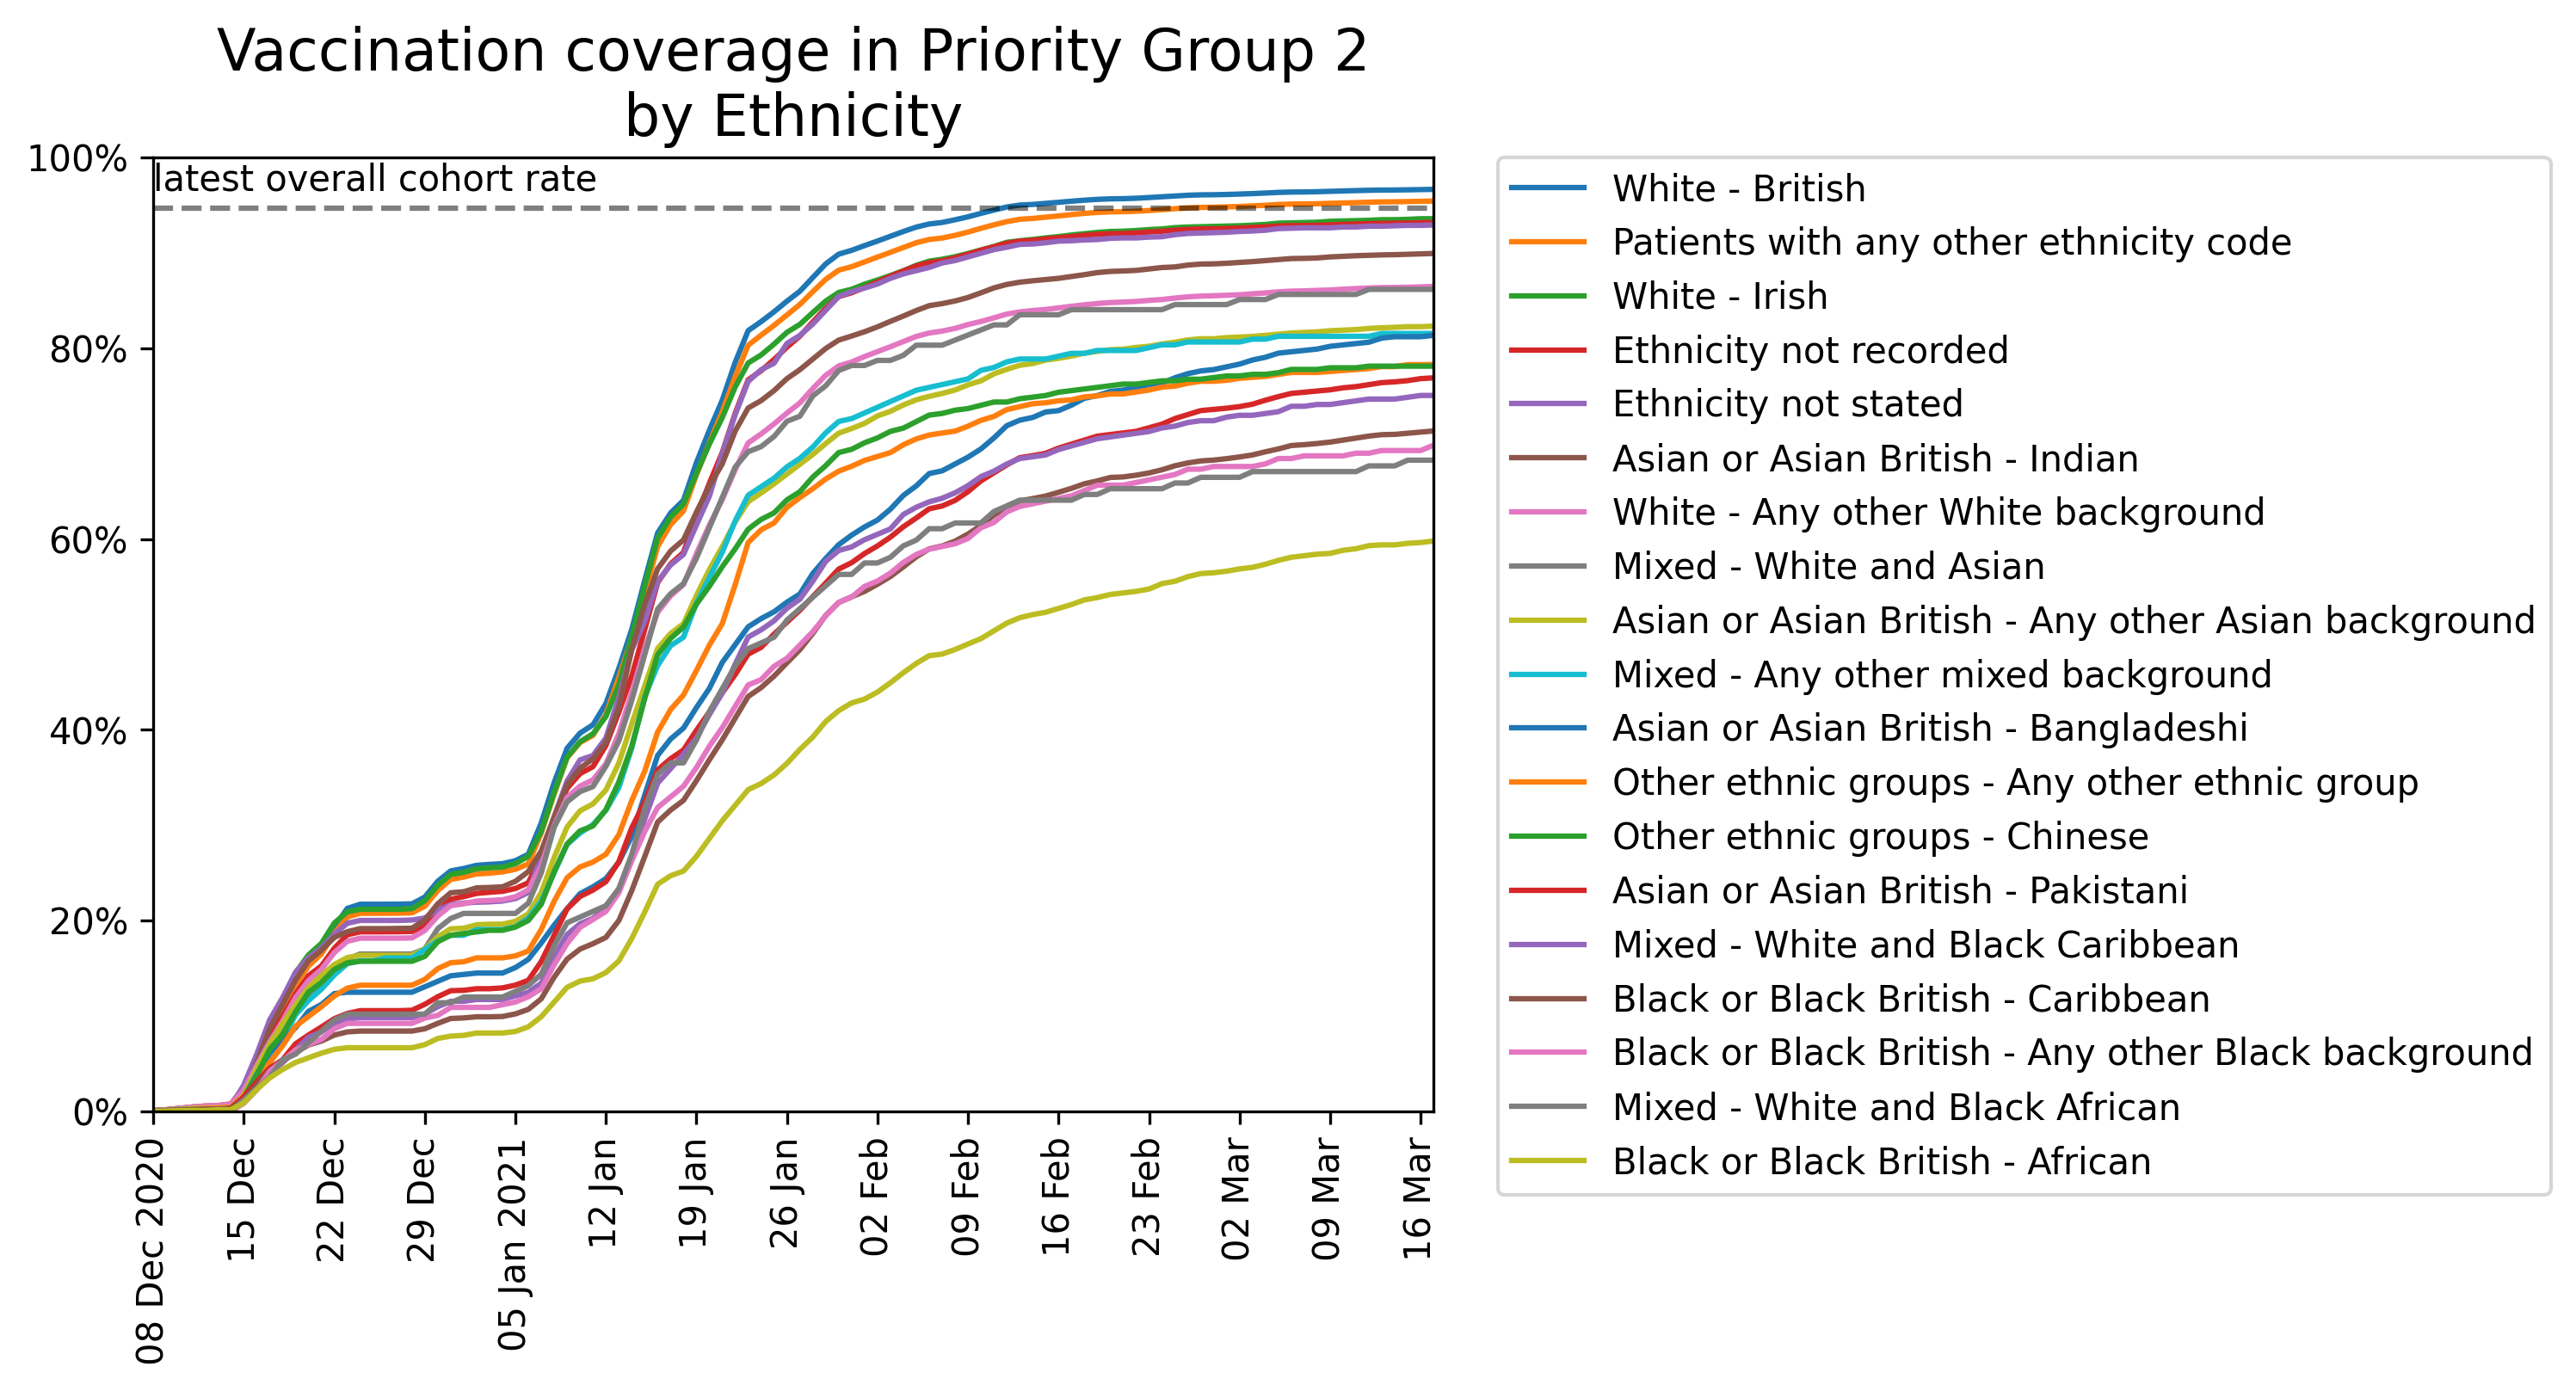 Vaccination coverage in Priority Group 2
by Ethnicity
100%
80%
60%
40%
20%
0%
latest overall cohort rate
08 Dec 2020
15 Dec
22 Dec
29 Dec
05 Jan 2021
12 Jan
19 Jan
26 Jan
02 Feb
09 Feb
16 Feb
23 Feb
02 Mar
09 Mar
16 Mar
White - British
Patients with any other ethnicity code
White - Irish
Ethnicity not recorded
Ethnicity not stated
Asian or Asian British - Indian
White - Any other White background
Mixed - White and Asian
Asian or Asian British - Any other Asian background
Mixed - Any other mixed background
Asian or Asian British - Bangladeshi
Other ethnic groups - Any other ethnic group
Other ethnic groups - Chinese
Asian or Asian British - Pakistani
Mixed - White and Black Caribbean
Black or Black British - Caribbean
Black or Black British - Any other Black background
Mixed - White and Black African
Black or Black British - African